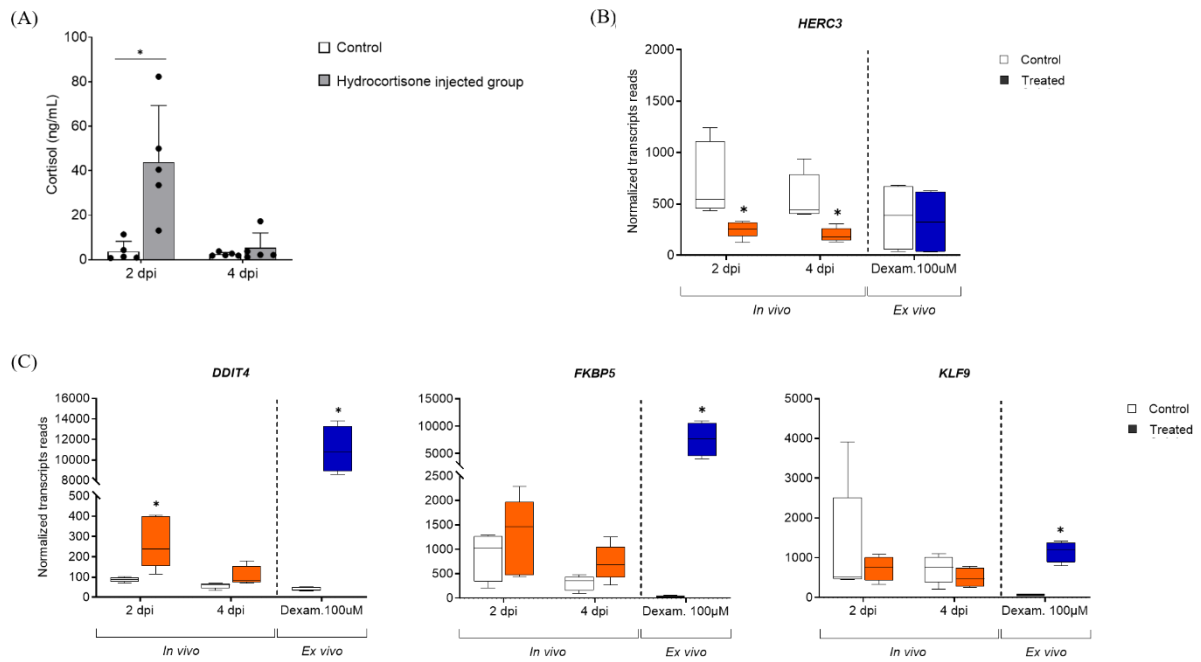 (A)
100
80
60
40
20
0
Cortisol (ng/mL)
*
2 dpi
4 dpi
Control
Hydrocortisone injected group
(B)
HERC3
2000
1500
1000
500
0
Normalized transcripts reads
*
*
2 dpi
4 dpi
Dexam.100uM
In vivo
Ex vivo
Control
Treated
(C)
DDIT4
16000
14000
12000
10000
8000
500
400
300
200
100
0
Normalized transcripts reads
*
*
2 dpi
4 dpi
Dexam.100uM
In vivo
Ex vivo
FKBP5
15000
10000
5000
2500
2000
1500
1000
500
0
*
2 dpi
4 dpi
Dexam. 100µM
In vivo
Ex vivo
KLF9
5000
4000
3000
2000
1000
0
*
2 dpi
4 dpi
Dexam. 100µM
In vivo
Ex vivo
Control
Treated